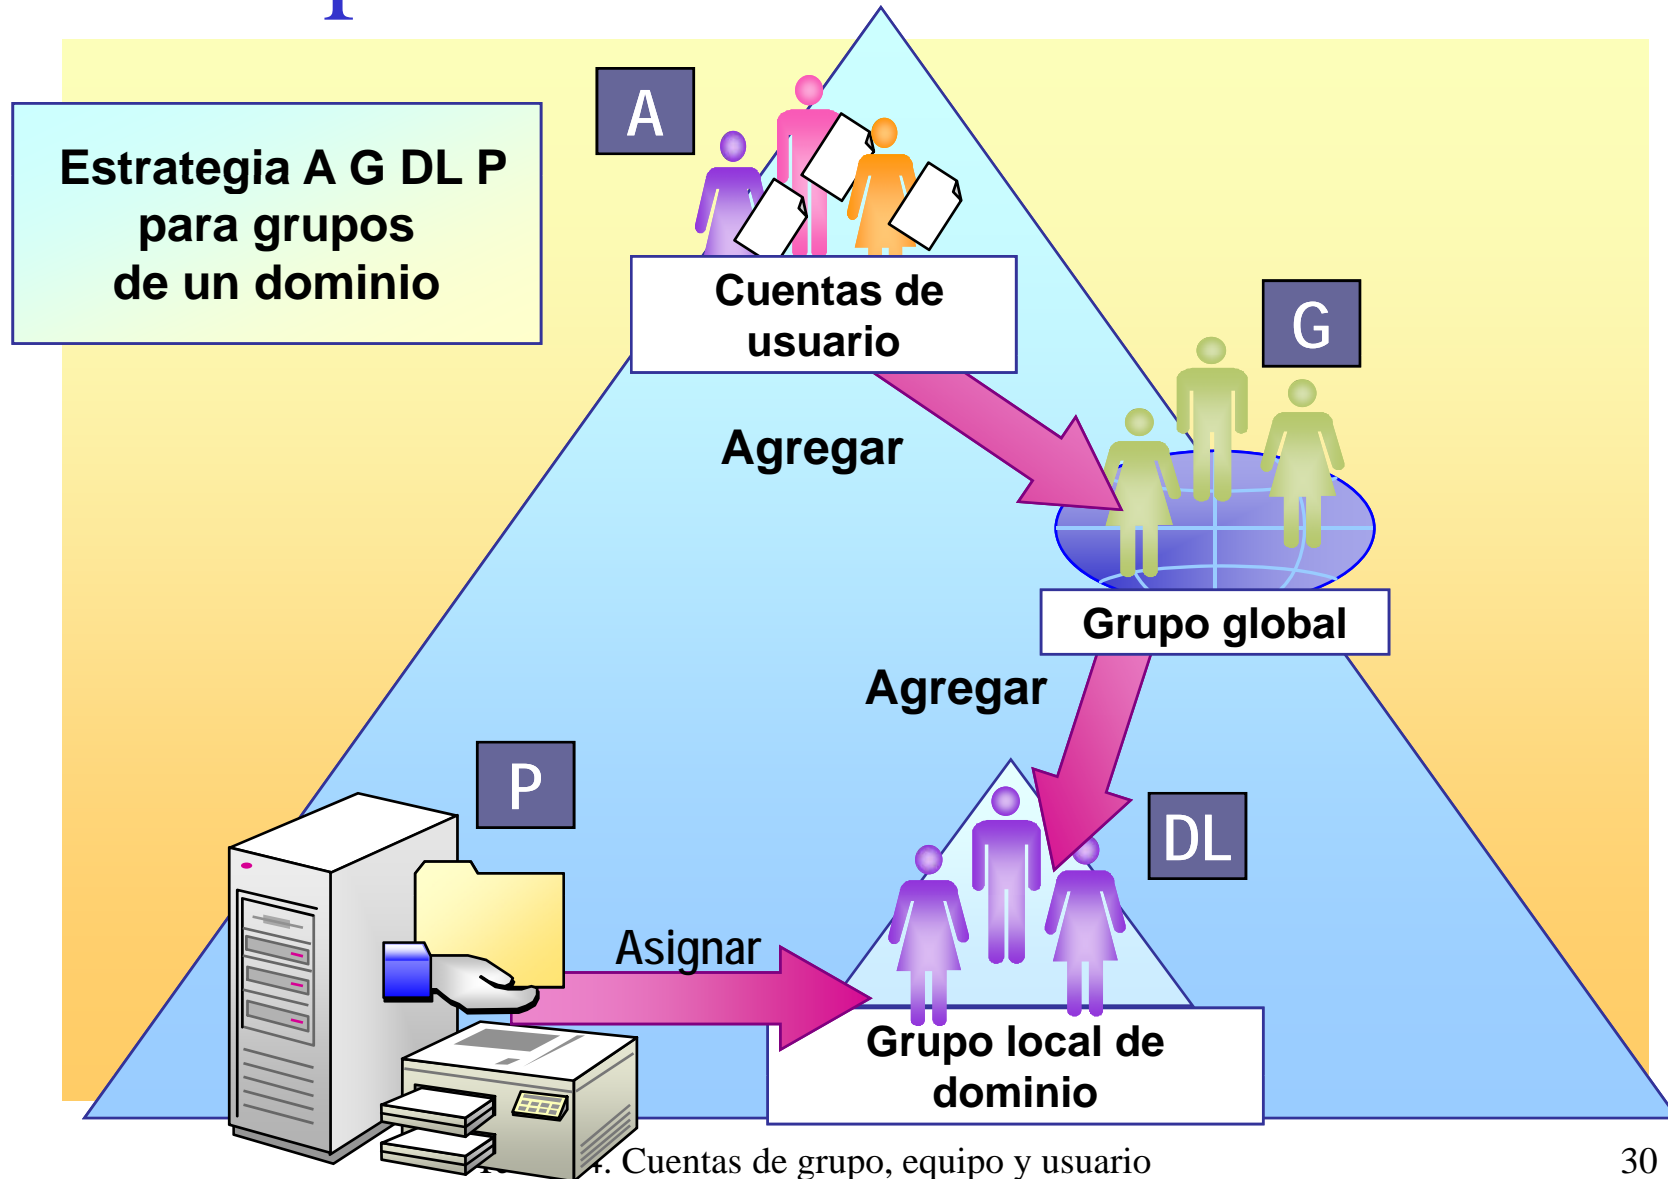 Estrategia A G DL P
para grupos
de un dominio
A
Cuentas de
usuario
G
Agregar
Grupo global
Agregar
P
DL
Asignar
Grupo local de
dominio
4. Cuentas de grupo, equipo y usuario
30